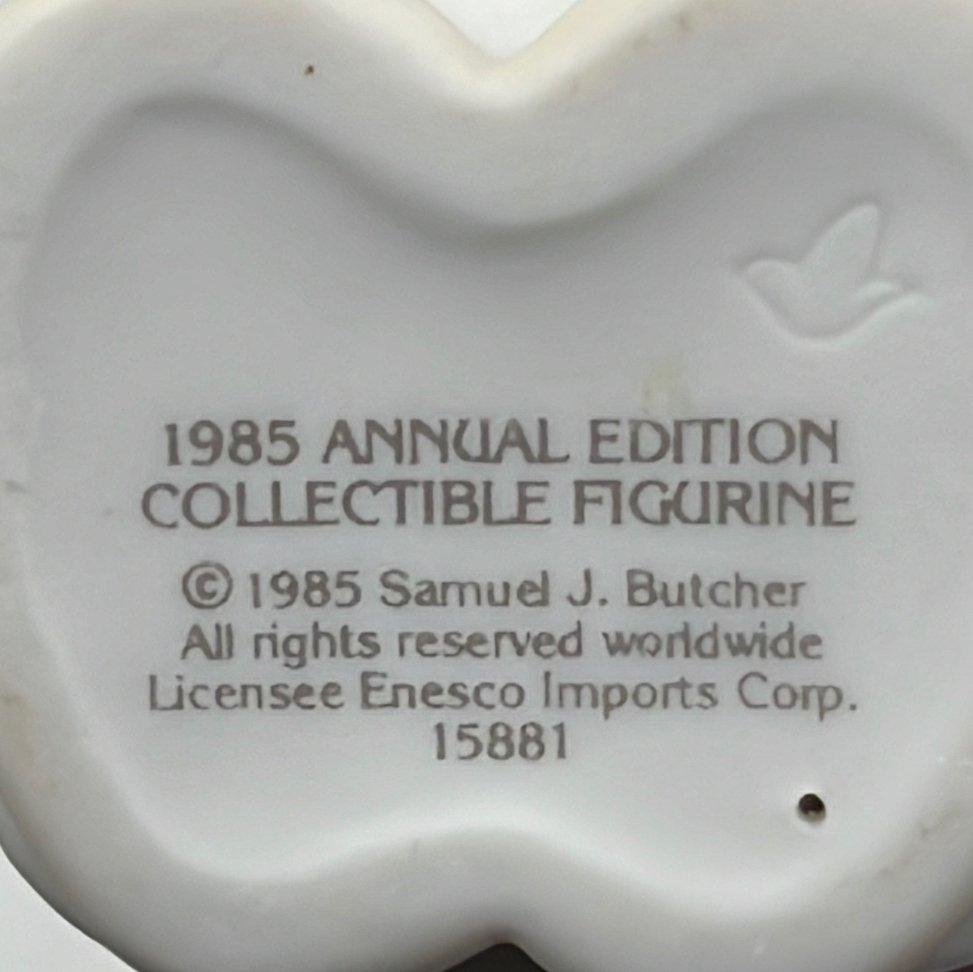 1985 ANNUAL EDITION
COLLECTIBLE FIGURINE
© 1985 Samuel J. Butcher
All rights reserved worldwide
Licensee Enesco Imports Corp.
15881